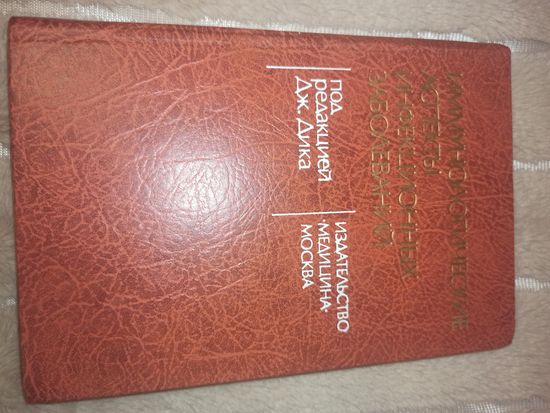 ИММУНОЛОГИЧЕСКИЕ
АСПЕКТЫ
ИНФЕКЦИОННЫХ
ЗАБОЛЕВАНИЙ
ПОД
редакцией
Дж. Дика
ИЗДАТЕЛЬСТВО
·МЕДИЦИНА·
МОСКВА